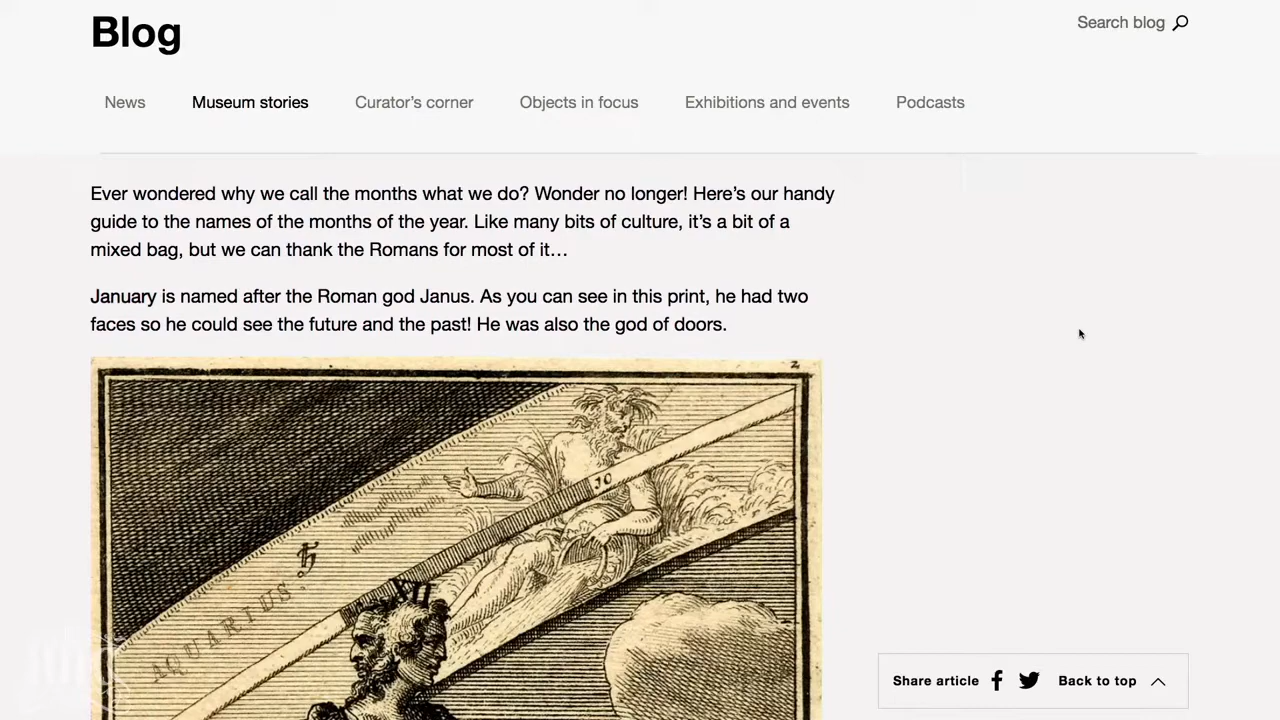 Blog
Search blog
News
Museum stories
Curator's corner
Objects in focus
Exhibitions and events
Podcasts
Ever wondered why we call the months what we do? Wonder no longer! Here's our handy
guide to the names of the months of the year. Like many bits of culture, it's a bit of a
mixed bag, but we can thank the Romans for most of it…
January is named after the Roman god Janus. As you can see in this print, he had two
faces so he could see the future and the past! He was also the god of doors.
2
10
AQUARIUS.
XII
Share article
Back to top